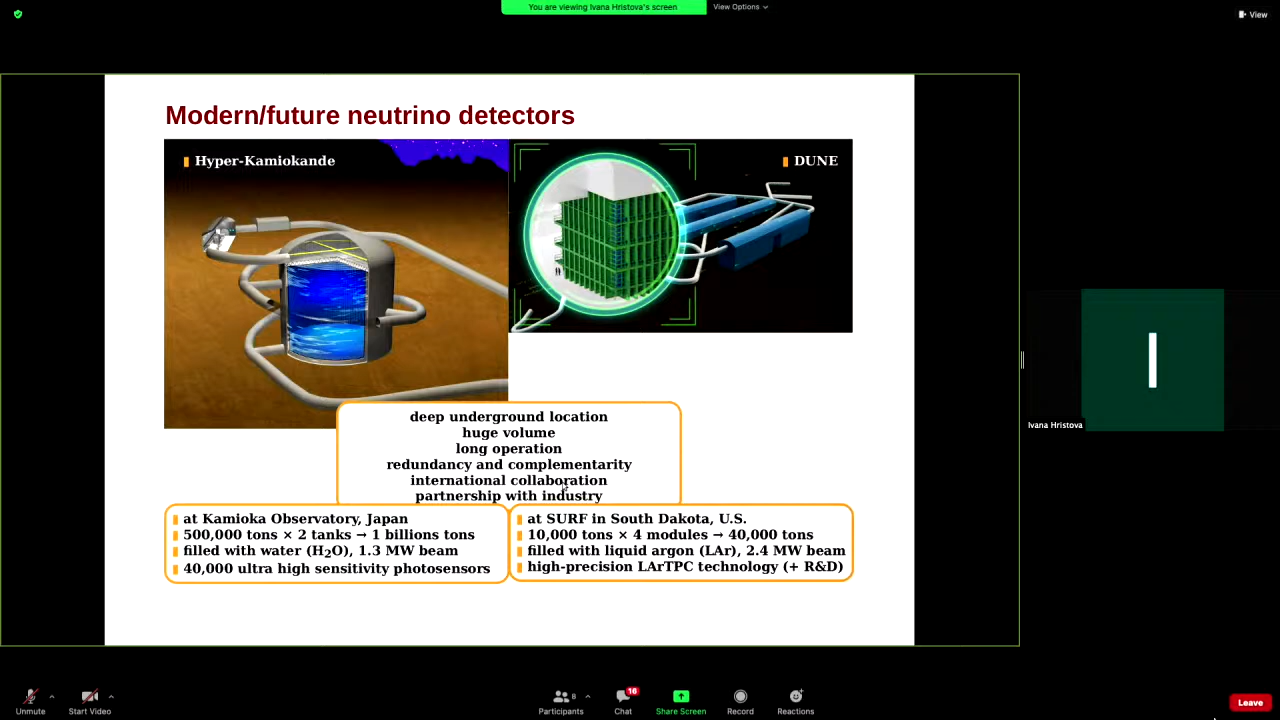 You are viewing Ivana Hristova's screen
View Options
View
Modern/future neutrino detectors
Hyper-Kamiokande
DUNE
deep underground location
huge volume
long operation
redundancy and complementarity
international collaboration
partnership with industry
at Kamioka Observatory, Japan
500,000 tons × 2 tanks → 1 billions tons
filled with water (H₂O), 1.3 MW beam
40,000 ultra high sensitivity photosensors
at SURF in South Dakota, U.S.
10,000 tons × 4 modules → 40,000 tons
filled with liquid argon (LAr), 2.4 MW beam
high-precision LArTPC technology (+ R&D)
I
Ivana Hristova
Unmute
Start Video
Participants
8
Chat
16
Share Screen
Record
Reactions
Leave